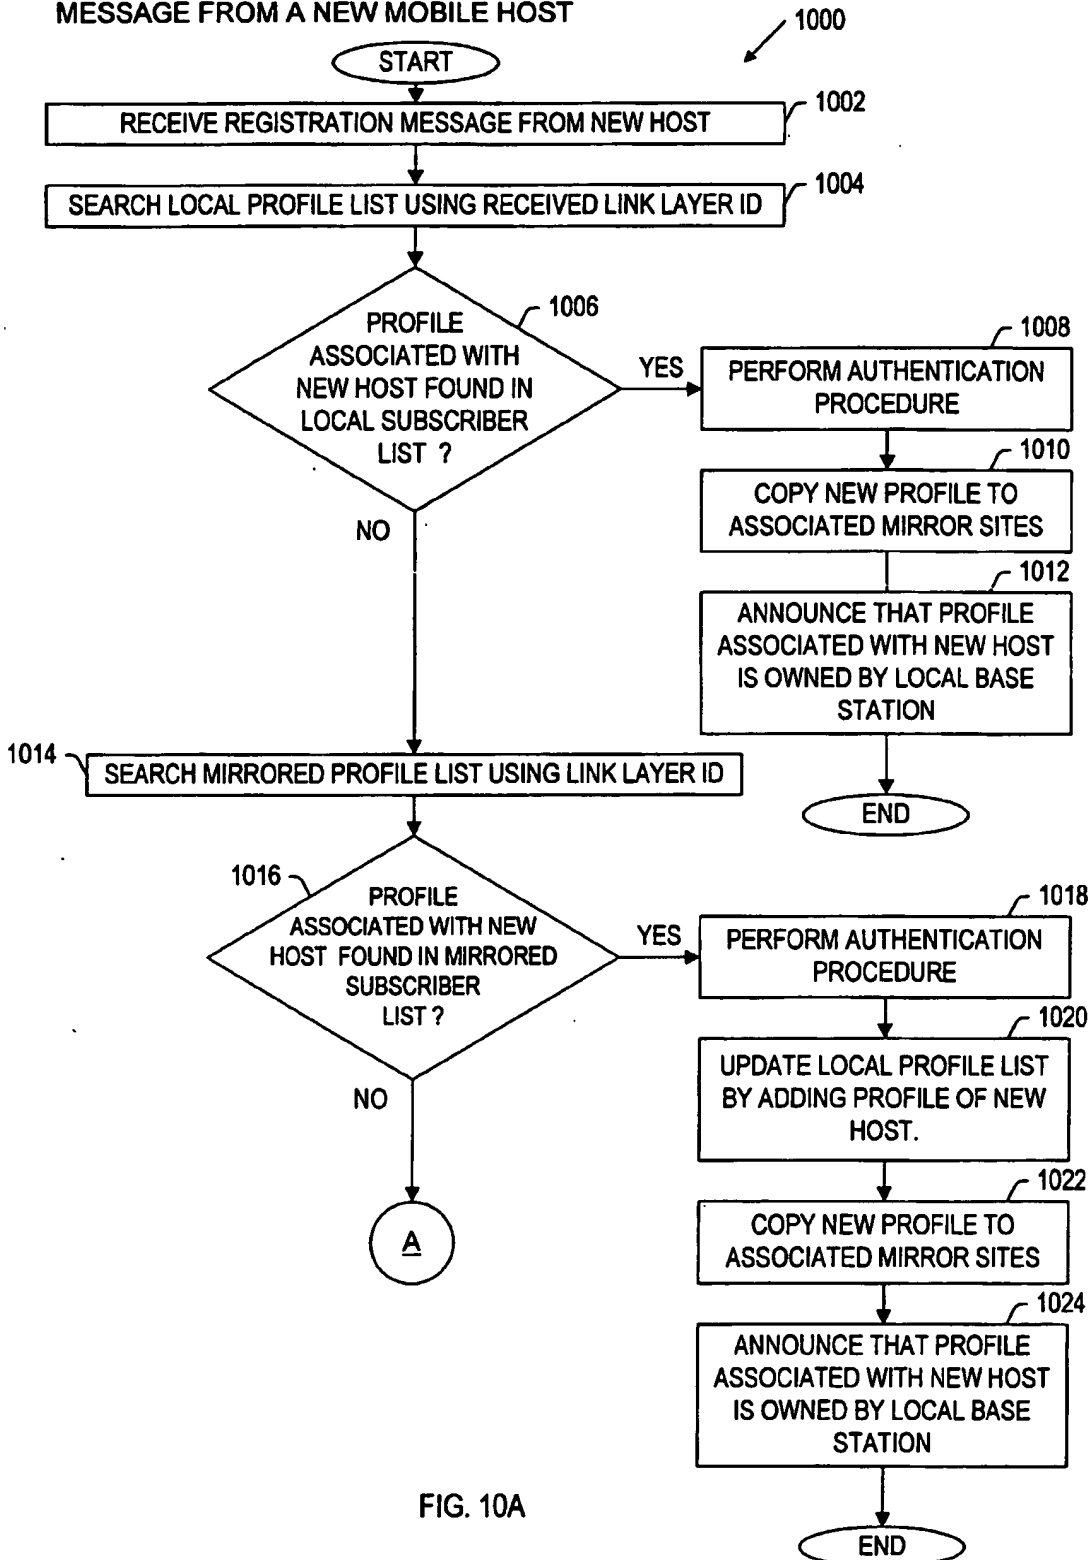 MESSAGE FROM A NEW MOBILE HOST
1000
START
1002
RECEIVE REGISTRATION MESSAGE FROM NEW HOST
1004
SEARCH LOCAL PROFILE LIST USING RECEIVED LINK LAYER ID
1006
PROFILE
ASSOCIATED WITH
NEW HOST FOUND IN
LOCAL SUBSCRIBER
LIST ?
YES
NO
1008
PERFORM AUTHENTICATION
PROCEDURE
1010
COPY NEW PROFILE TO
ASSOCIATED MIRROR SITES
1012
ANNOUNCE THAT PROFILE
ASSOCIATED WITH NEW HOST
IS OWNED BY LOCAL BASE
STATION
END
1014
SEARCH MIRRORED PROFILE LIST USING LINK LAYER ID
1016
PROFILE
ASSOCIATED WITH NEW
HOST FOUND IN MIRRORED
SUBSCRIBER
LIST ?
YES
NO
A
1018
PERFORM AUTHENTICATION
PROCEDURE
1020
UPDATE LOCAL PROFILE LIST
BY ADDING PROFILE OF NEW
HOST.
1022
COPY NEW PROFILE TO
ASSOCIATED MIRROR SITES
1024
ANNOUNCE THAT PROFILE
ASSOCIATED WITH NEW HOST
IS OWNED BY LOCAL BASE
STATION
END
FIG. 10A